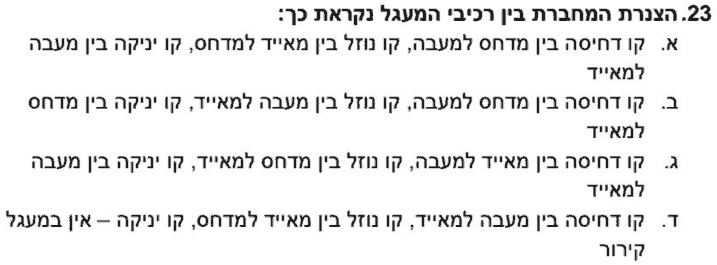 23. הצנרת המחברת בין רכיבי המעגל נקראת כך:
א. קו דחיסה בין מדחס למעבה, קו נוזל בין מאייד למדחס, קו יניקה בין מעבה
למאייד
ב. קו דחיסה בין מדחס למעבה, קו נוזל בין מעבה למאייד, קו יניקה בין מדחס
למאייד
ג. קו דחיסה בין מאייד למעבה, קו נוזל בין מדחס למאייד, קו יניקה בין מעבה
למאייד
ד. קו דחיסה בין מעבה למאייד, קו נוזל בין מאייד למדחס, קו יניקה – אין במעגל
קירור